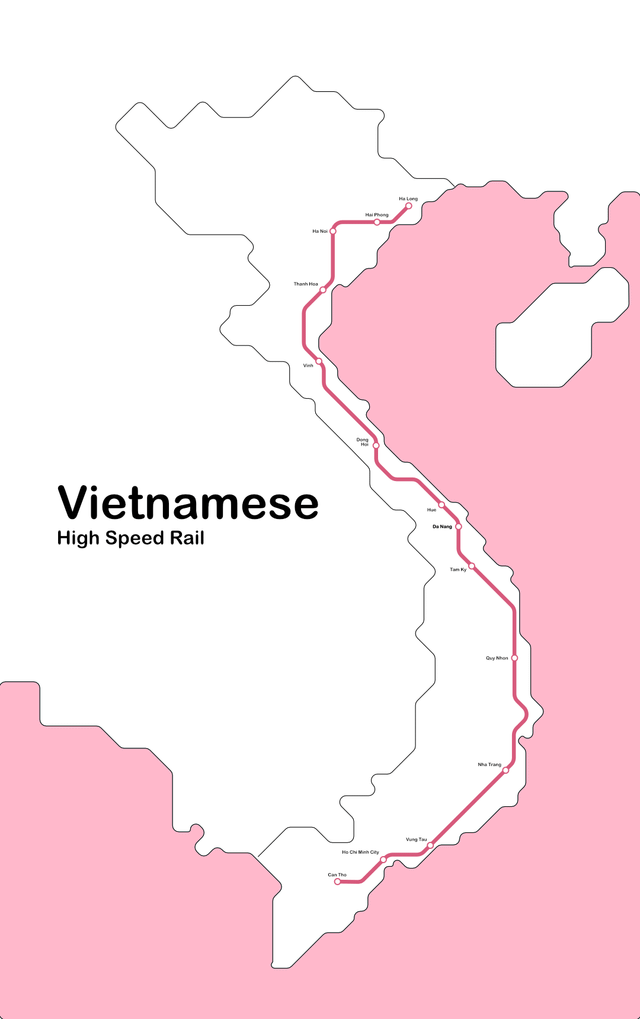 Ha Long
Hai Phong
Ha Noi
Thanh Hoa
Vinh
Dong
Hoi
Vietnamese
Hue
Da Nang
High Speed Rail
Tam Ky
Quy Nhon
Nha Trang
Vung Tau
Ho Chi Minh City
Can Tho